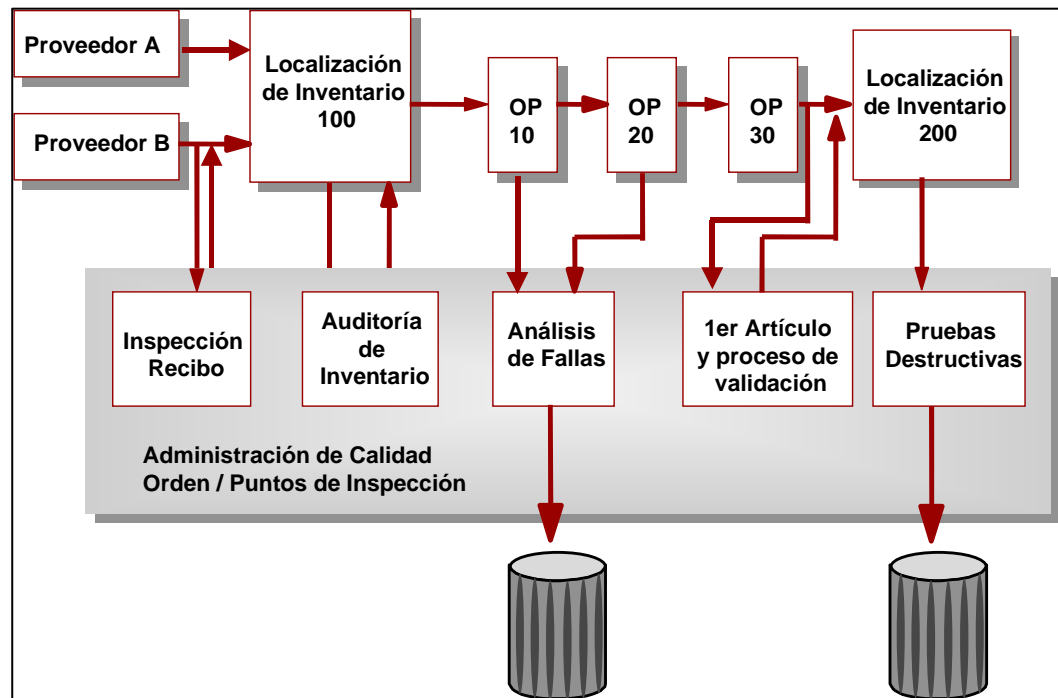 Proveedor A
Localización
de Inventario
100
OP
10
OP
20
OP
30
Localización
de Inventario
200
Proveedor B
Inspección
Recibo
Auditoría
de
Inventario
Análisis
de Fallas
1er Artículo
y proceso de
validación
Pruebas
Destructivas
Administración de Calidad
Orden / Puntos de Inspección